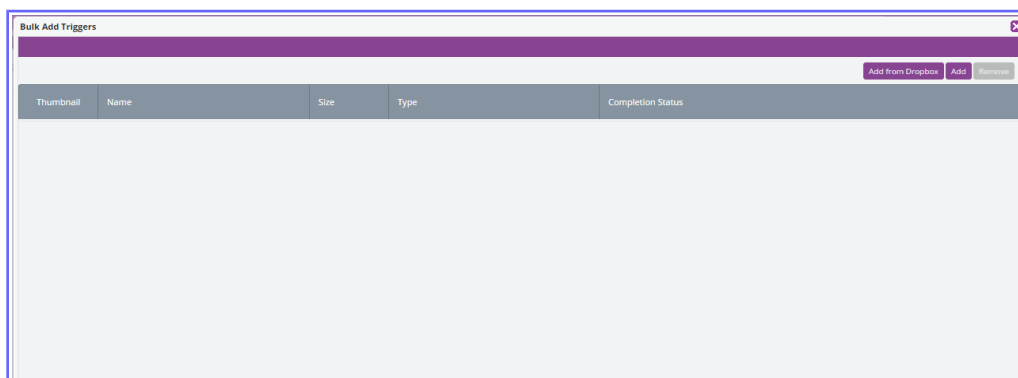 Bulk Add Triggers
Add from Dropbox Add Remove
Thumbnail Name Size Type Completion Status